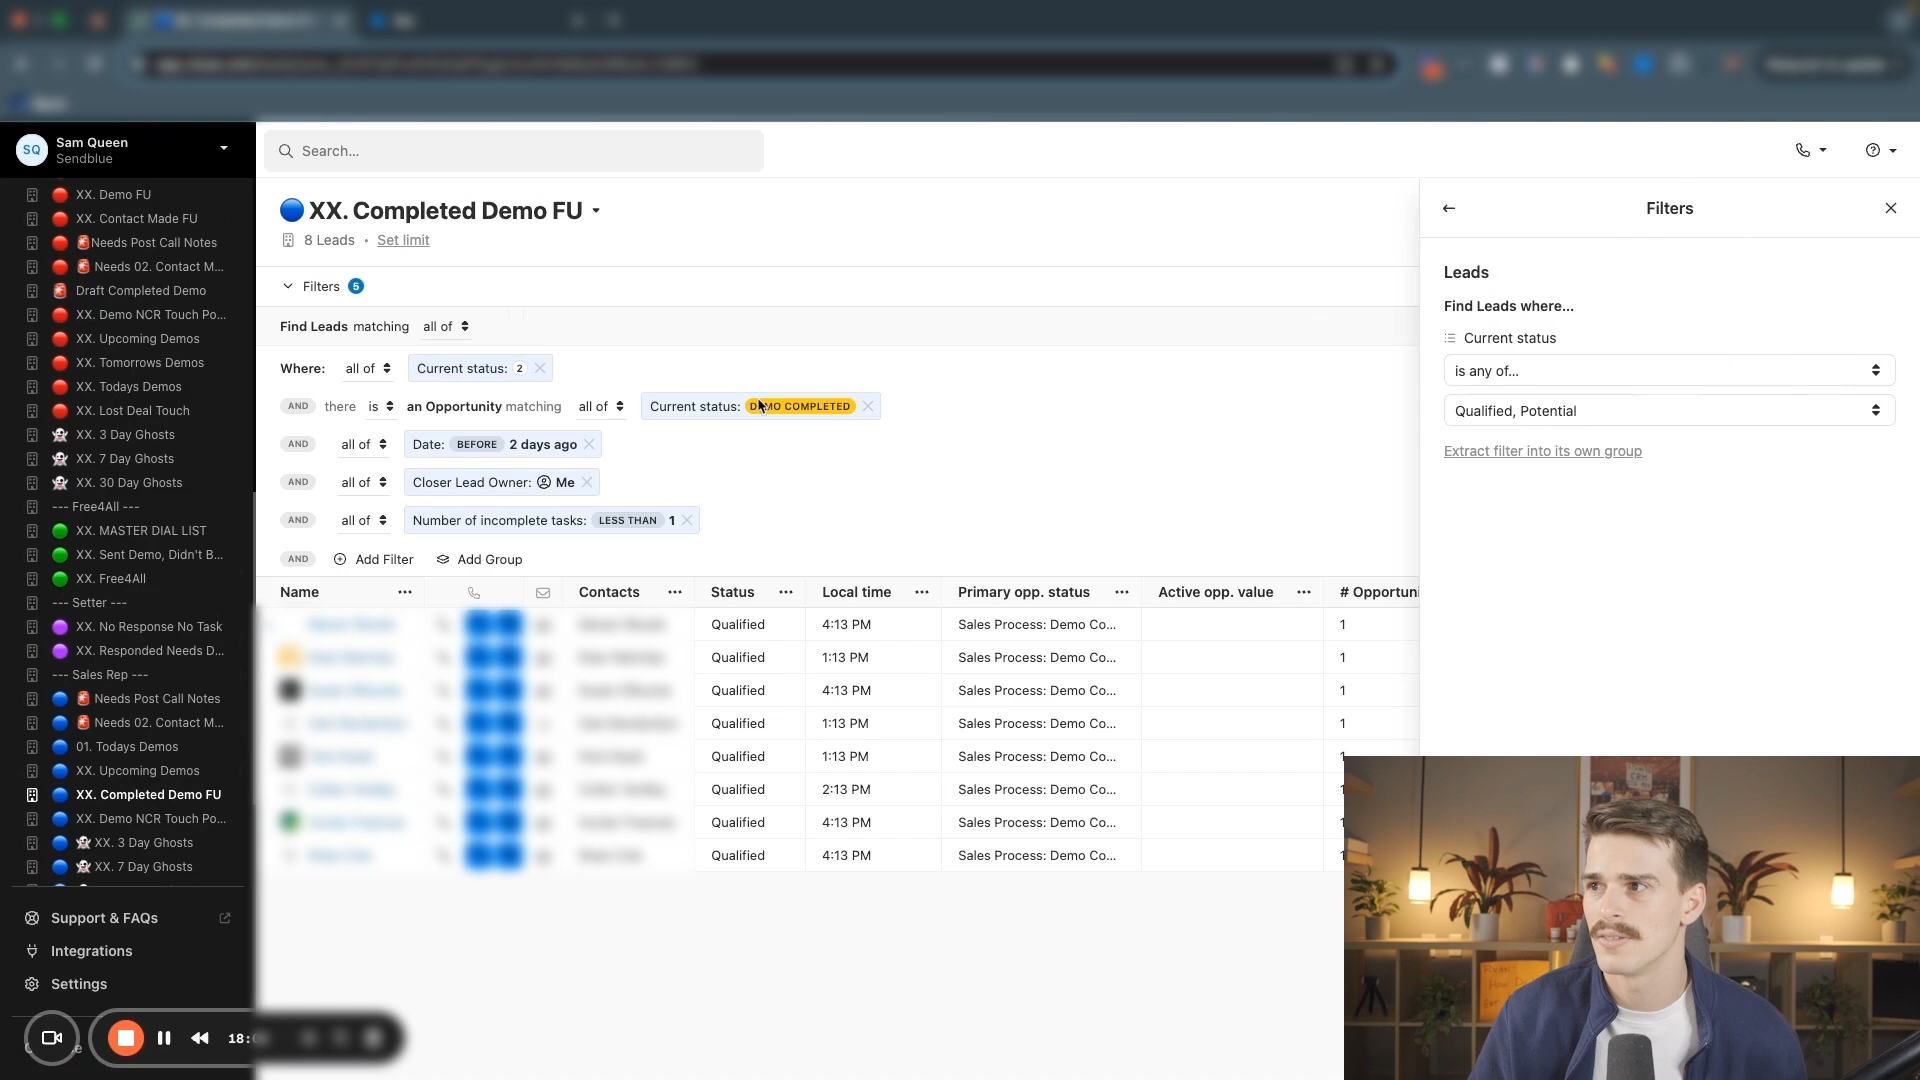 SQ
Sam Queen
Sendblue
XX. Demo FU
XX. Contact Made FU
Needs Post Call Notes
Needs 02. Contact M...
Draft Completed Demo
XX. Demo NCR Touch Po...
XX. Upcoming Demos
XX. Tomorrows Demos
XX. Todays Demos
XX. Lost Deal Touch
XX. 3 Day Ghosts
XX. 7 Day Ghosts
XX. 30 Day Ghosts
--- Free4All ---
XX. MASTER DIAL LIST
XX. Sent Demo, Didn't B...
XX. Free4All
--- Setter ---
XX. No Response No Task
XX. Responded Needs D...
--- Sales Rep ---
Needs Post Call Notes
Needs 02. Contact M...
01. Todays Demos
XX. Upcoming Demos
XX. Completed Demo FU
XX. Demo NCR Touch Po...
XX. 3 Day Ghosts
XX. 7 Day Ghosts
Support & FAQs
Integrations
Settings
18:
Search...
XX. Completed Demo FU
8 Leads • Set limit
Filters 5
Find Leads matching all of
Where: all of Current status: 2
AND there is an Opportunity matching all of Current status: DEMO COMPLETED
AND all of Date: BEFORE 2 days ago
AND all of Closer Lead Owner: Me
AND all of Number of incomplete tasks: LESS THAN 1
AND Add Filter Add Group
Name Contacts Status Local time Primary opp. status Active opp. value # Opportuni
Qualified 4:13 PM Sales Process: Demo Co... 1
Qualified 1:13 PM Sales Process: Demo Co... 1
Qualified 4:13 PM Sales Process: Demo Co... 1
Qualified 1:13 PM Sales Process: Demo Co... 1
Qualified 1:13 PM Sales Process: Demo Co... 1
Qualified 2:13 PM Sales Process: Demo Co... 1
Qualified 4:13 PM Sales Process: Demo Co... 1
Qualified 4:13 PM Sales Process: Demo Co... 1
Filters
Leads
Find Leads where...
Current status
is any of...
Qualified, Potential
Extract filter into its own group